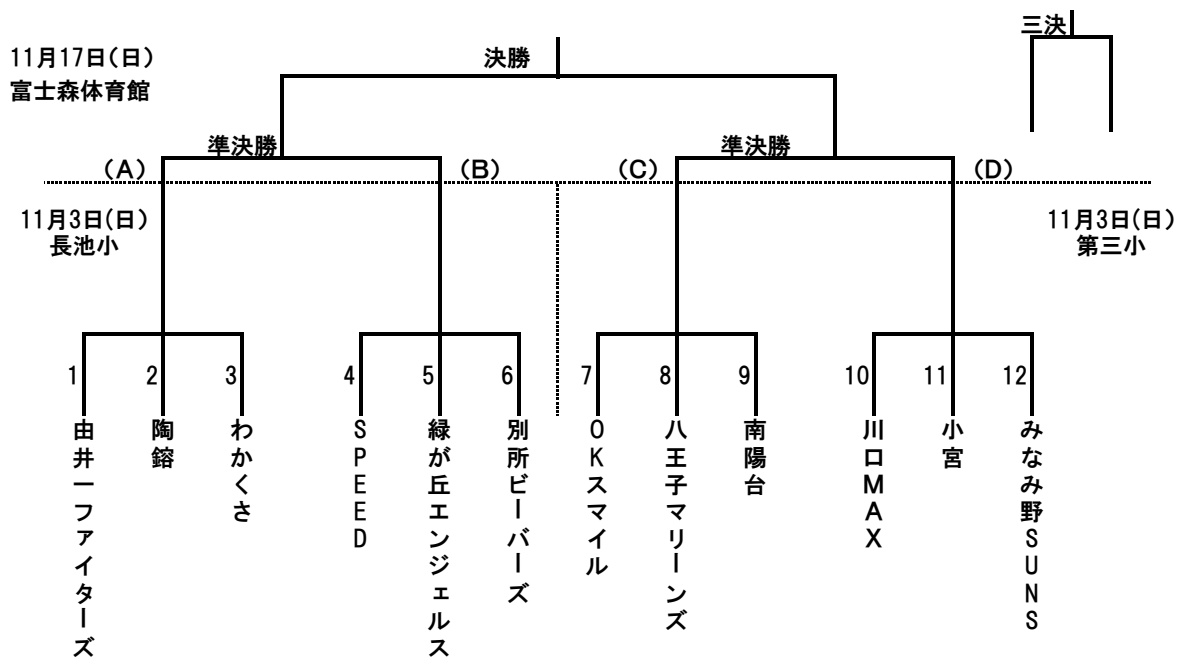 三決
11月17日(日)
決勝
富士森体育館
準決勝
準決勝
(A)
(B)
(C)
(D)
11月3日(日)
長池小
11月3日(日)
第三小
1
2
3
4
5
6
7
8
9
10
11
12
由井一ファイターズ
陶鎔
わかくさ
SPEED
緑が丘エンジェルス
別所ビーバーズ
OKスマイル
八王子マリーンズ
南陽台
川口MAX
小宮
みなみ野SUNS